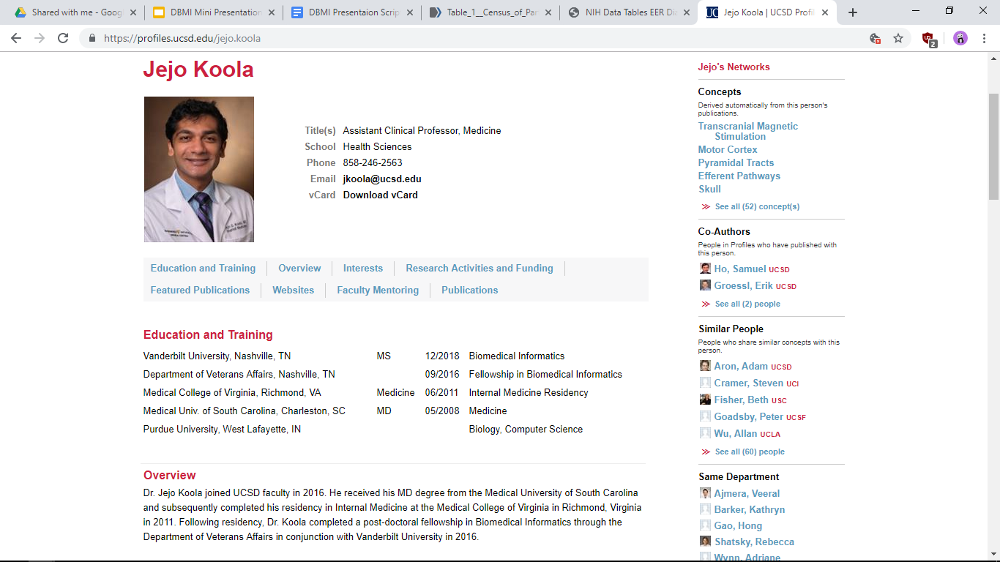 Shared with me - Goog
DBMI Mini Presentation
DBMI Presentaion Scrip
Table_1__Census_of_Par
NIH Data Tables EER Dia
Jejo Koola | UCSD Profil
https://profiles.ucsd.edu/jejo.koola
2
Jejo Koola
Title(s) Assistant Clinical Professor, Medicine
School Health Sciences
Phone 858-246-2563
Email jkoola@ucsd.edu
vCard Download vCard
Education and Training Overview Interests Research Activities and Funding
Featured Publications Websites Faculty Mentoring Publications
Education and Training
Vanderbilt University, Nashville, TN MS 12/2018 Biomedical Informatics
Department of Veterans Affairs, Nashville, TN 09/2016 Fellowship in Biomedical Informatics
Medical College of Virginia, Richmond, VA Medicine 06/2011 Internal Medicine Residency
Medical Univ. of South Carolina, Charleston, SC MD 05/2008 Medicine
Purdue University, West Lafayette, IN Biology, Computer Science
Overview
Dr. Jejo Koola joined UCSD faculty in 2016. He received his MD degree from the Medical University of South Carolina
and subsequently completed his residency in Internal Medicine at the Medical College of Virginia in Richmond, Virginia
in 2011. Following residency, Dr. Koola completed a post-doctoral fellowship in Biomedical Informatics through the
Department of Veterans Affairs in conjunction with Vanderbilt University in 2016.
Jejo's Networks
Concepts
Derived automatically from this person's
publications.
Transcranial Magnetic
Stimulation
Motor Cortex
Pyramidal Tracts
Efferent Pathways
Skull
See all (52) concept(s)
Co-Authors
People in Profiles who have published with
this person.
Ho, Samuel UCSD
Groessl, Erik UCSD
See all (2) people
Similar People
People who share similar concepts with this
person.
Aron, Adam UCSD
Cramer, Steven UCI
Fisher, Beth USC
Goadsby, Peter UCSF
Wu, Allan UCLA
See all (60) people
Same Department
Ajmera, Veeral
Barker, Kathryn
Gao, Hong
Shatsky, Rebecca
Wynn, Adriane